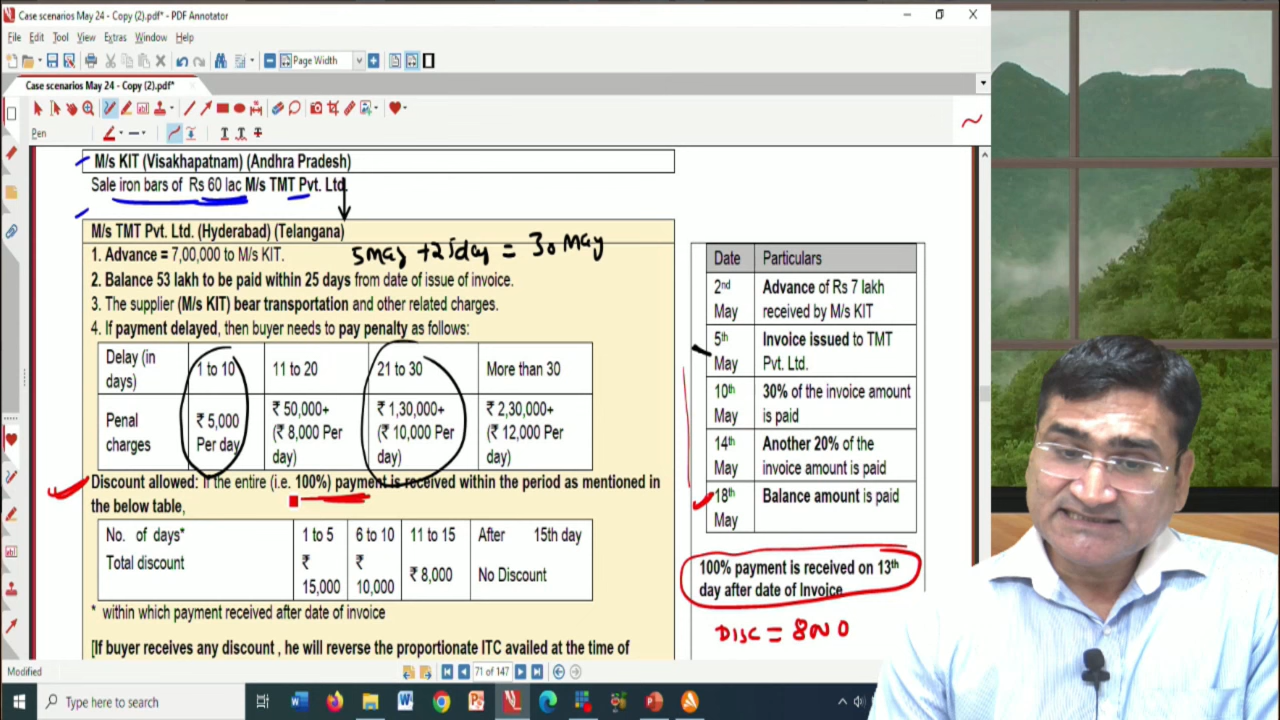 Case scenarios May 24 - Copy (2).pdf* - PDF Annotator
File Edit Tool View Extras Window Help
Page Width
Case scenarios May 24 - Copy (2).pdf*
Pen
M/s KIT (Visakhapatnam) (Andhra Pradesh)
Sale iron bars of Rs 60 lac M/s TMT Pvt. Ltd.
M/s TMT Pvt. Ltd. (Hyderabad) (Telangana)
1. Advance = 7,00,000 to M/s KIT.
5 may +25 day = 30 May
2. Balance 53 lakh to be paid within 25 days from date of issue of invoice.
3. The supplier (M/s KIT) bear transportation and other related charges.
4. If payment delayed, then buyer needs to pay penalty as follows:
Delay (in days) 1 to 10 11 to 20 21 to 30 More than 30
Penal charges ₹ 5,000 Per day ₹ 50,000+ (₹ 8,000 Per day) ₹ 1,30,000+ (₹ 10,000 Per day) ₹ 2,30,000+ (₹ 12,000 Per day)
Discount allowed: If the entire (i.e. 100%) payment is received within the period as mentioned in
the below table,
No. of days* 1 to 5 6 to 10 11 to 15 After 15th day
Total discount ₹ 15,000 ₹ 10,000 ₹ 8,000 No Discount
* within which payment received after date of invoice
[If buyer receives any discount , he will reverse the proportionate ITC availed at the time of
Date Particulars
2nd May Advance of Rs 7 lakh received by M/s KIT
5th May Invoice issued to TMT Pvt. Ltd.
10th May 30% of the invoice amount is paid
14th May Another 20% of the invoice amount is paid
18th May Balance amount is paid
100% payment is received on 13th
day after date of Invoice.
DISC = 8000
Modified 71 of 147
Type here to search